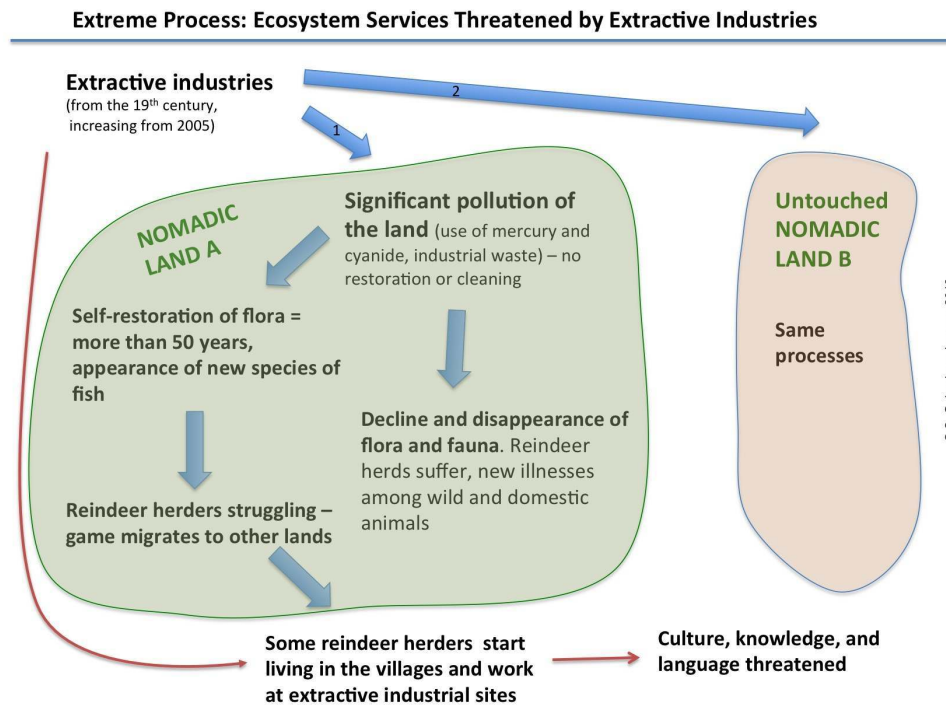 Extreme Process: Ecosystem Services Threatened by Extractive Industries
Extractive industries
(from the 19th century,
increasing from 2005)
1
2
NOMADIC
LAND A
Significant pollution of
the land (use of mercury and
cyanide, industrial waste) – no
restoration or cleaning
Self-restoration of flora =
more than 50 years,
appearance of new species of
fish
Decline and disappearance of
flora and fauna. Reindeer
herds suffer, new illnesses
among wild and domestic
animals
Reindeer herders struggling –
game migrates to other lands
Untouched
NOMADIC
LAND B
Same
processes
Some reindeer herders start
living in the villages and work
at extractive industrial sites
Culture, knowledge, and
language threatened